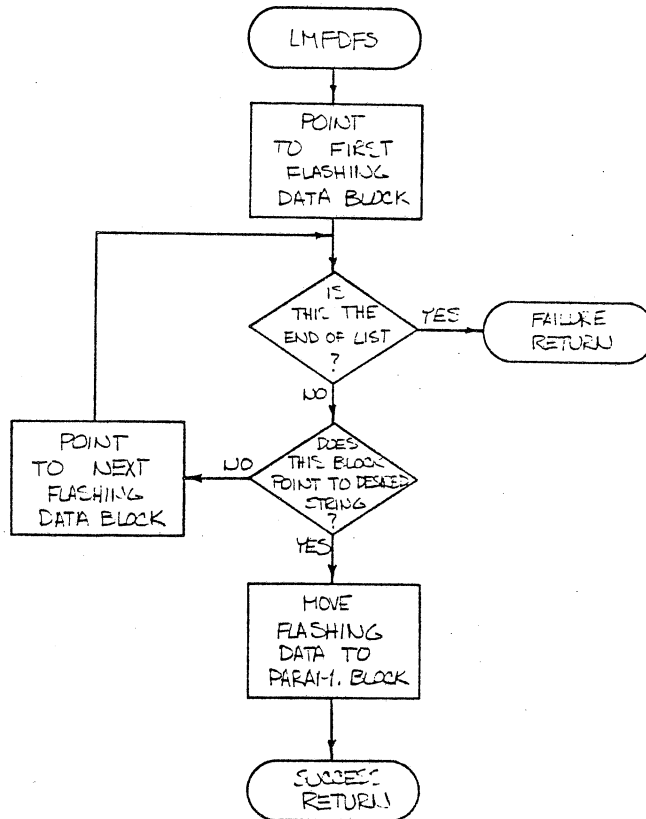 LMFDFS
POINT
TO FIRST
FLASHING
DATA BLOCK
IS
THIS THE
END OF LIST
?
YES
FAILURE
RETURN
NO
DOES
THIS BLOCK
POINT TO DESIRED
STRING
?
NO
POINT
TO NEXT
FLASHING
DATA BLOCK
YES
MOVE
FLASHING
DATA TO
PARAM. BLOCK
SUCCESS
RETURN